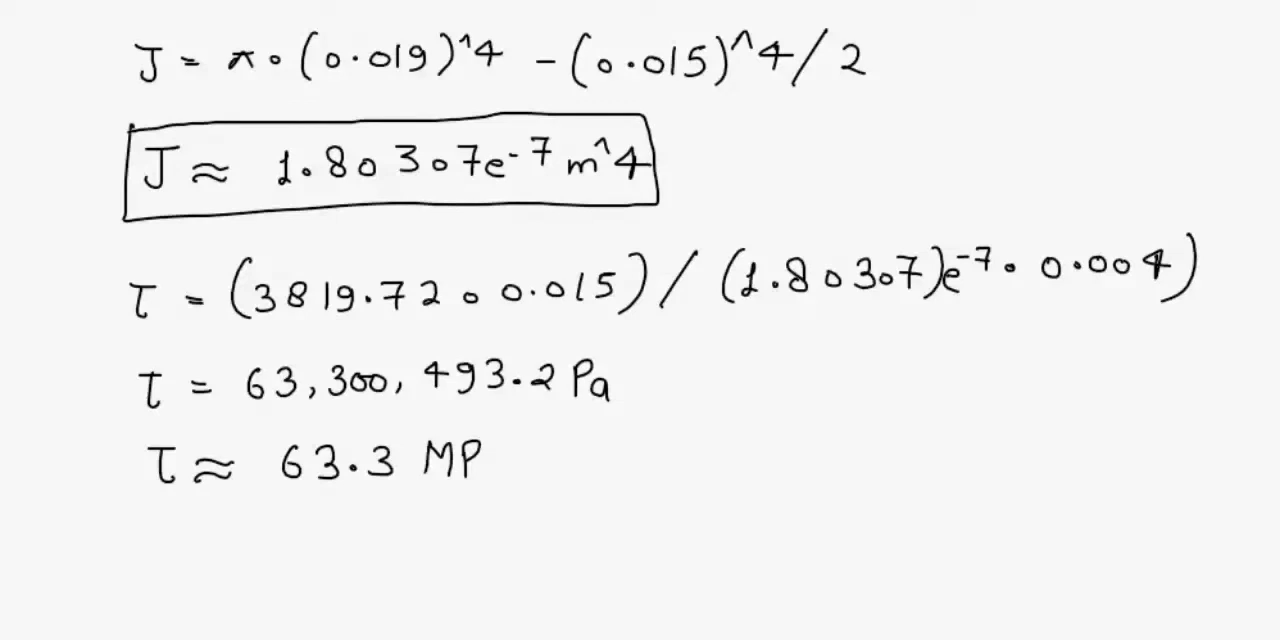 J = π∘(0.019)^4 - (0.015)^4/2
J ≈ 1.80307e-7 m^4
τ = (3819.72∘0.015) / (1.80307)e-7∘0.004)
τ = 63,300,493.2 Pa
τ ≈ 63.3 MP